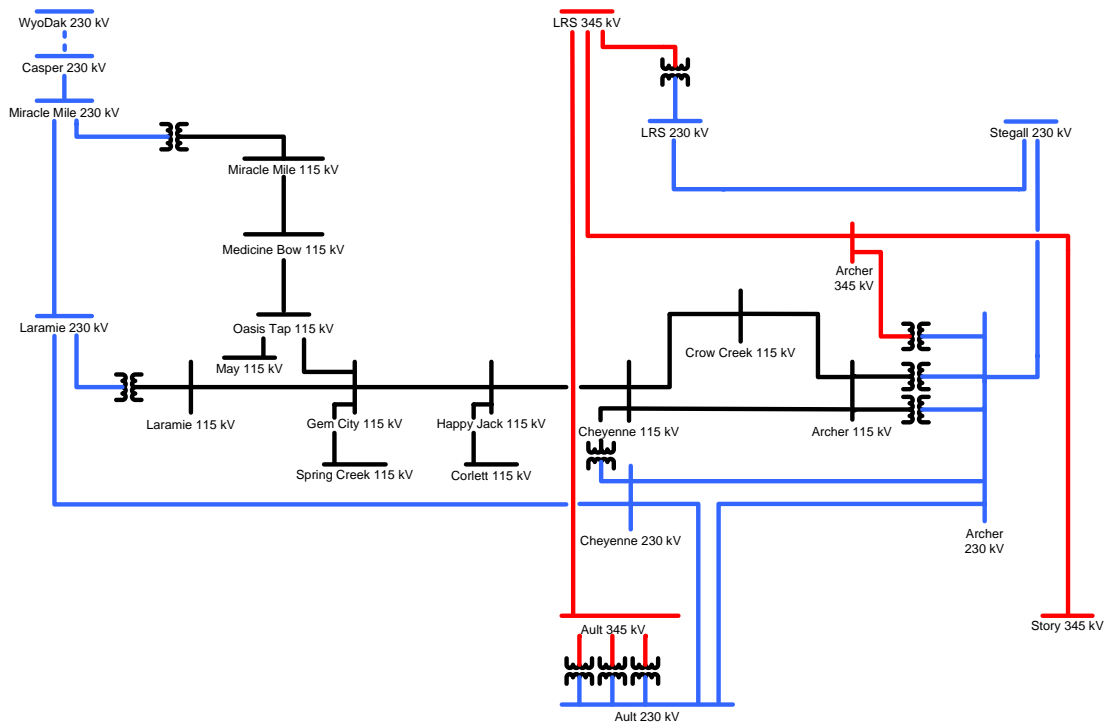 WyoDak 230 kV
LRS 345 kV
Casper 230 kV
Miracle Mile 230 kV
LRS 230 kV
Stegall 230 kV
Miracle Mile 115 kV
Medicine Bow 115 kV
Archer
345 kV
Laramie 230 kV
Oasis Tap 115 kV
Crow Creek 115 kV
May 115 kV
Laramie 115 kV
Gem City 115 kV
Happy Jack 115 kV
Cheyenne 115 kV
Archer 115 kV
Spring Creek 115 kV
Corlett 115 kV
Cheyenne 230 kV
Archer
230 kV
Ault 345 kV
Story 345 kV
Ault 230 kV